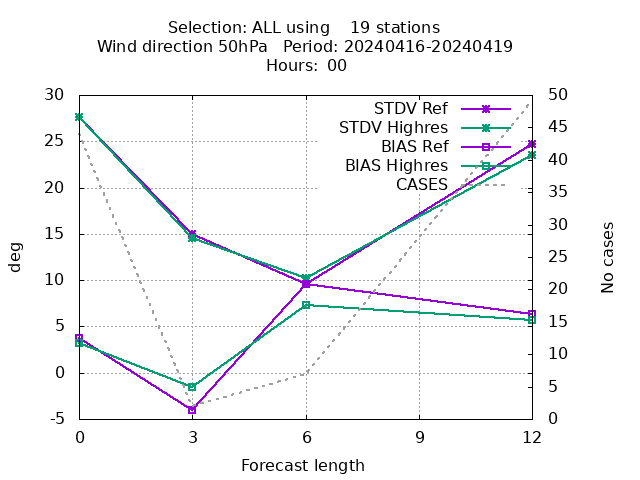 Selection: ALL using    19 stations
Wind direction 50hPa   Period: 20240416-20240419
Hours: 00
STDV Ref
STDV Highres
BIAS Ref
BIAS Highres
CASES
30
25
20
15
10
5
0
-5
deg
50
45
40
35
30
25
20
15
10
5
0
No cases
0 3 6 9 12
Forecast length